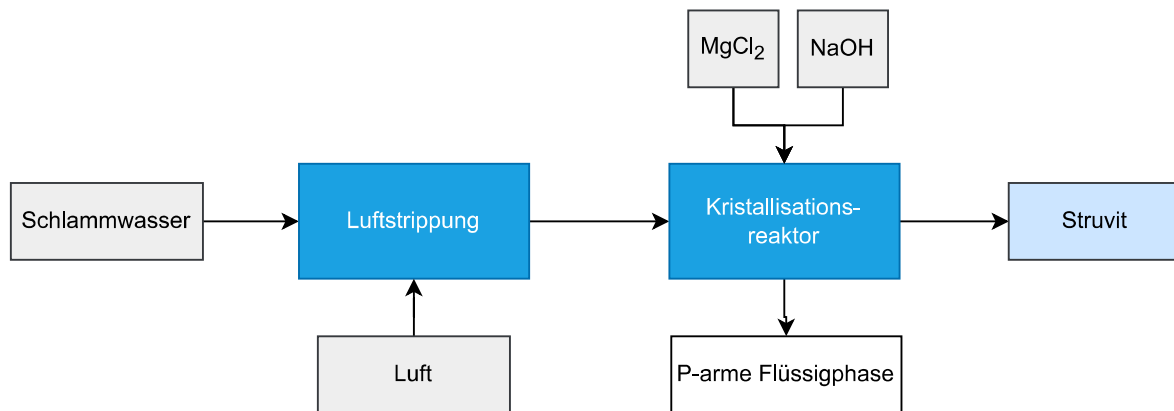 MgCl₂
NaOH
Schlammwasser
Luftstrippung
Kristallisations-
reaktor
Struvit
Luft
P-arme Flüssigphase